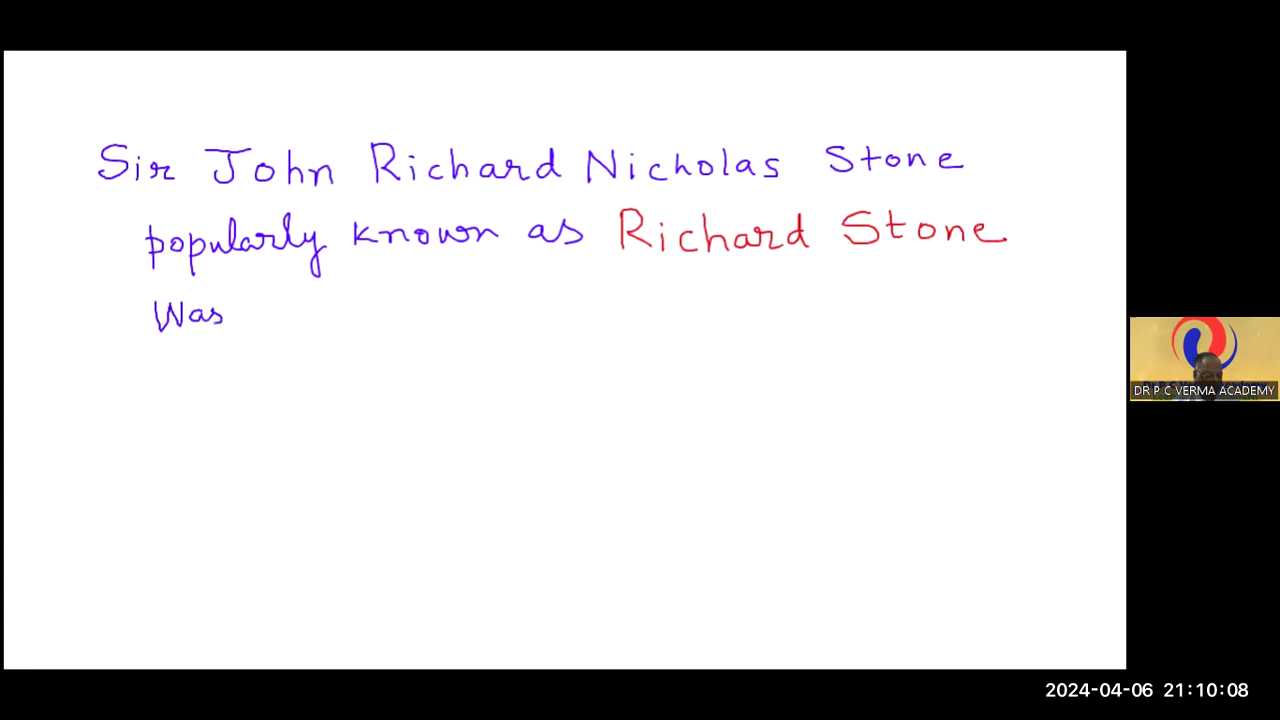 Sir John Richard Nicholas Stone
popularly known as Richard Stone
Was
DR P C VERMA ACADEMY
2024-04-06 21:10:08